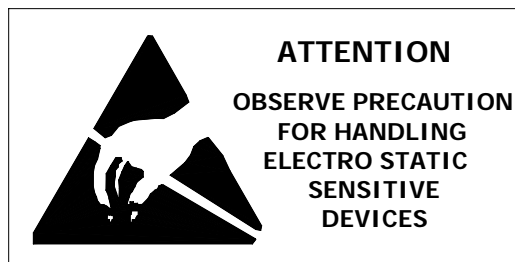 ATTENTION
OBSERVE PRECAUTION
FOR HANDLING
ELECTRO STATIC
SENSITIVE
DEVICES